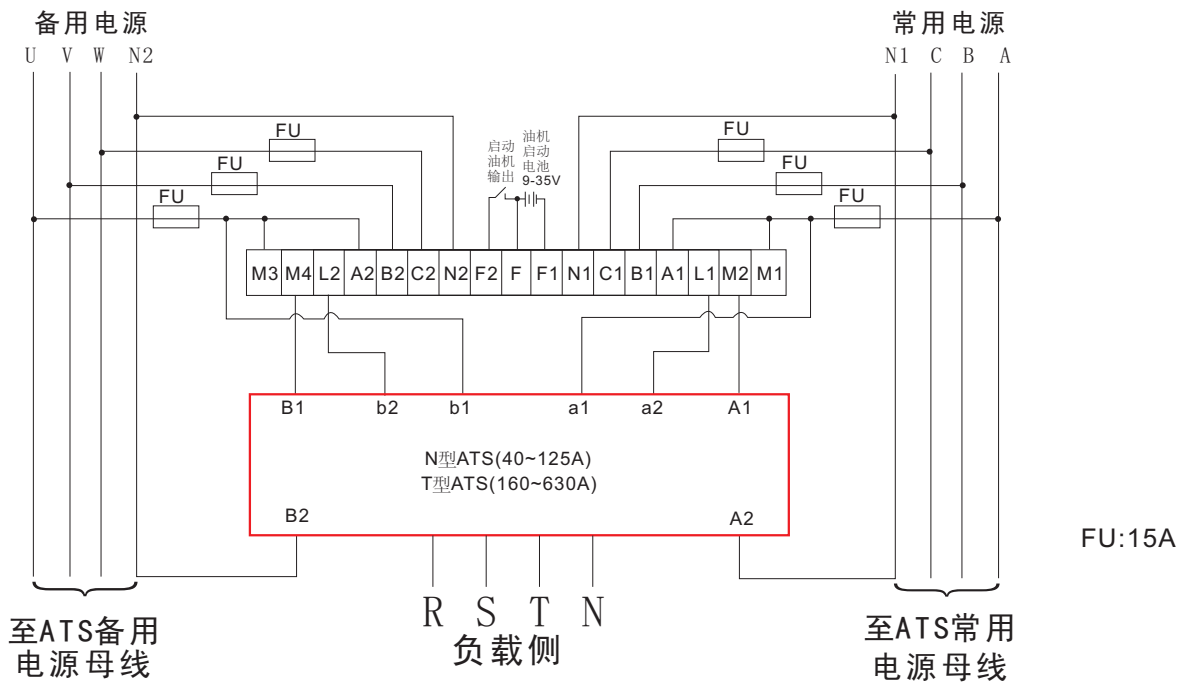 备用电源
常用电源
U V W N2
N1 C B A
FU
FU
FU
启动
油机
输出
油机
启动
电池
9-35V
FU
FU
FU
M3 M4 L2 A2 B2 C2 N2 F2 F F1 N1 C1 B1 A1 L1 M2 M1
B1 b2 b1 a1 a2 A1
N型ATS(40~125A)
T型ATS(160~630A)
B2
A2
FU:15A
R S T N
负载侧
至ATS备用
电源母线
至ATS常用
电源母线